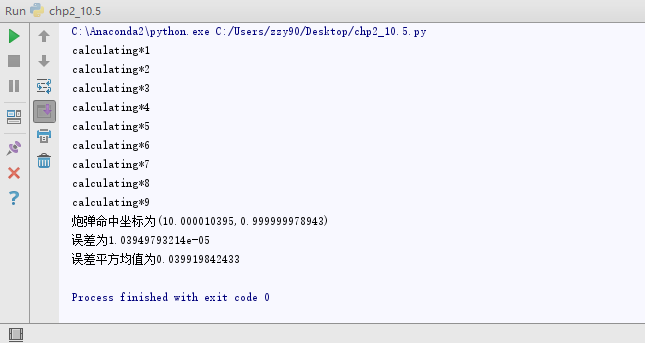 Run chp2_10.5
C:\Anaconda2\python.exe C:/Users/zzy90/Desktop/chp2_10.5.py
calculating*1
calculating*2
calculating*3
calculating*4
calculating*5
calculating*6
calculating*7
calculating*8
calculating*9
炮弹命中坐标为(10.000010395,0.999999978943)
误差为1.03949793214e-05
误差平方均值为0.039919842433
Process finished with exit code 0